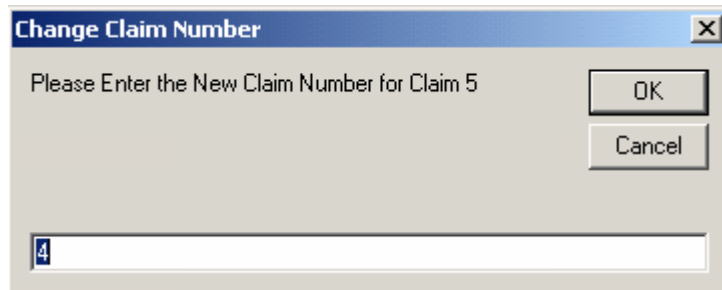 Change Claim Number
Please Enter the New Claim Number for Claim 5
OK
Cancel
4